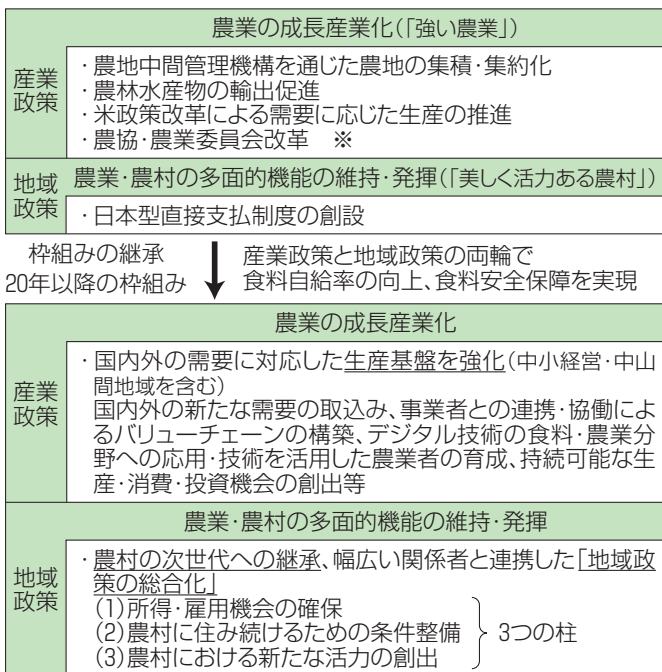 農業の成長産業化(「強い農業」)
産業
政策
・農地中間管理機構を通じた農地の集積・集約化
・農林水産物の輸出促進
・米政策改革による需要に応じた生産の推進
・農協・農業委員会改革　※
地域
政策
農業・農村の多面的機能の維持・発揮(「美しく活力ある農村」)
・日本型直接支払制度の創設
枠組みの継承
20年以降の枠組み
産業政策と地域政策の両輪で
食料自給率の向上、食料安全保障を実現
農業の成長産業化
産業
政策
・国内外の需要に対応した生産基盤を強化(中小経営・中山
間地域を含む)
国内外の新たな需要の取込み、事業者との連携・協働によ
るバリューチェーンの構築、デジタル技術の食料・農業分
野への応用・技術を活用した農業者の育成、持続可能な生
産・消費・投資機会の創出等
農業・農村の多面的機能の維持・発揮
地域
政策
・農村の次世代への継承、幅広い関係者と連携した「地域政
策の総合化」
(1)所得・雇用機会の確保
(2)農村に住み続けるための条件整備
(3)農村における新たな活力の創出
3つの柱